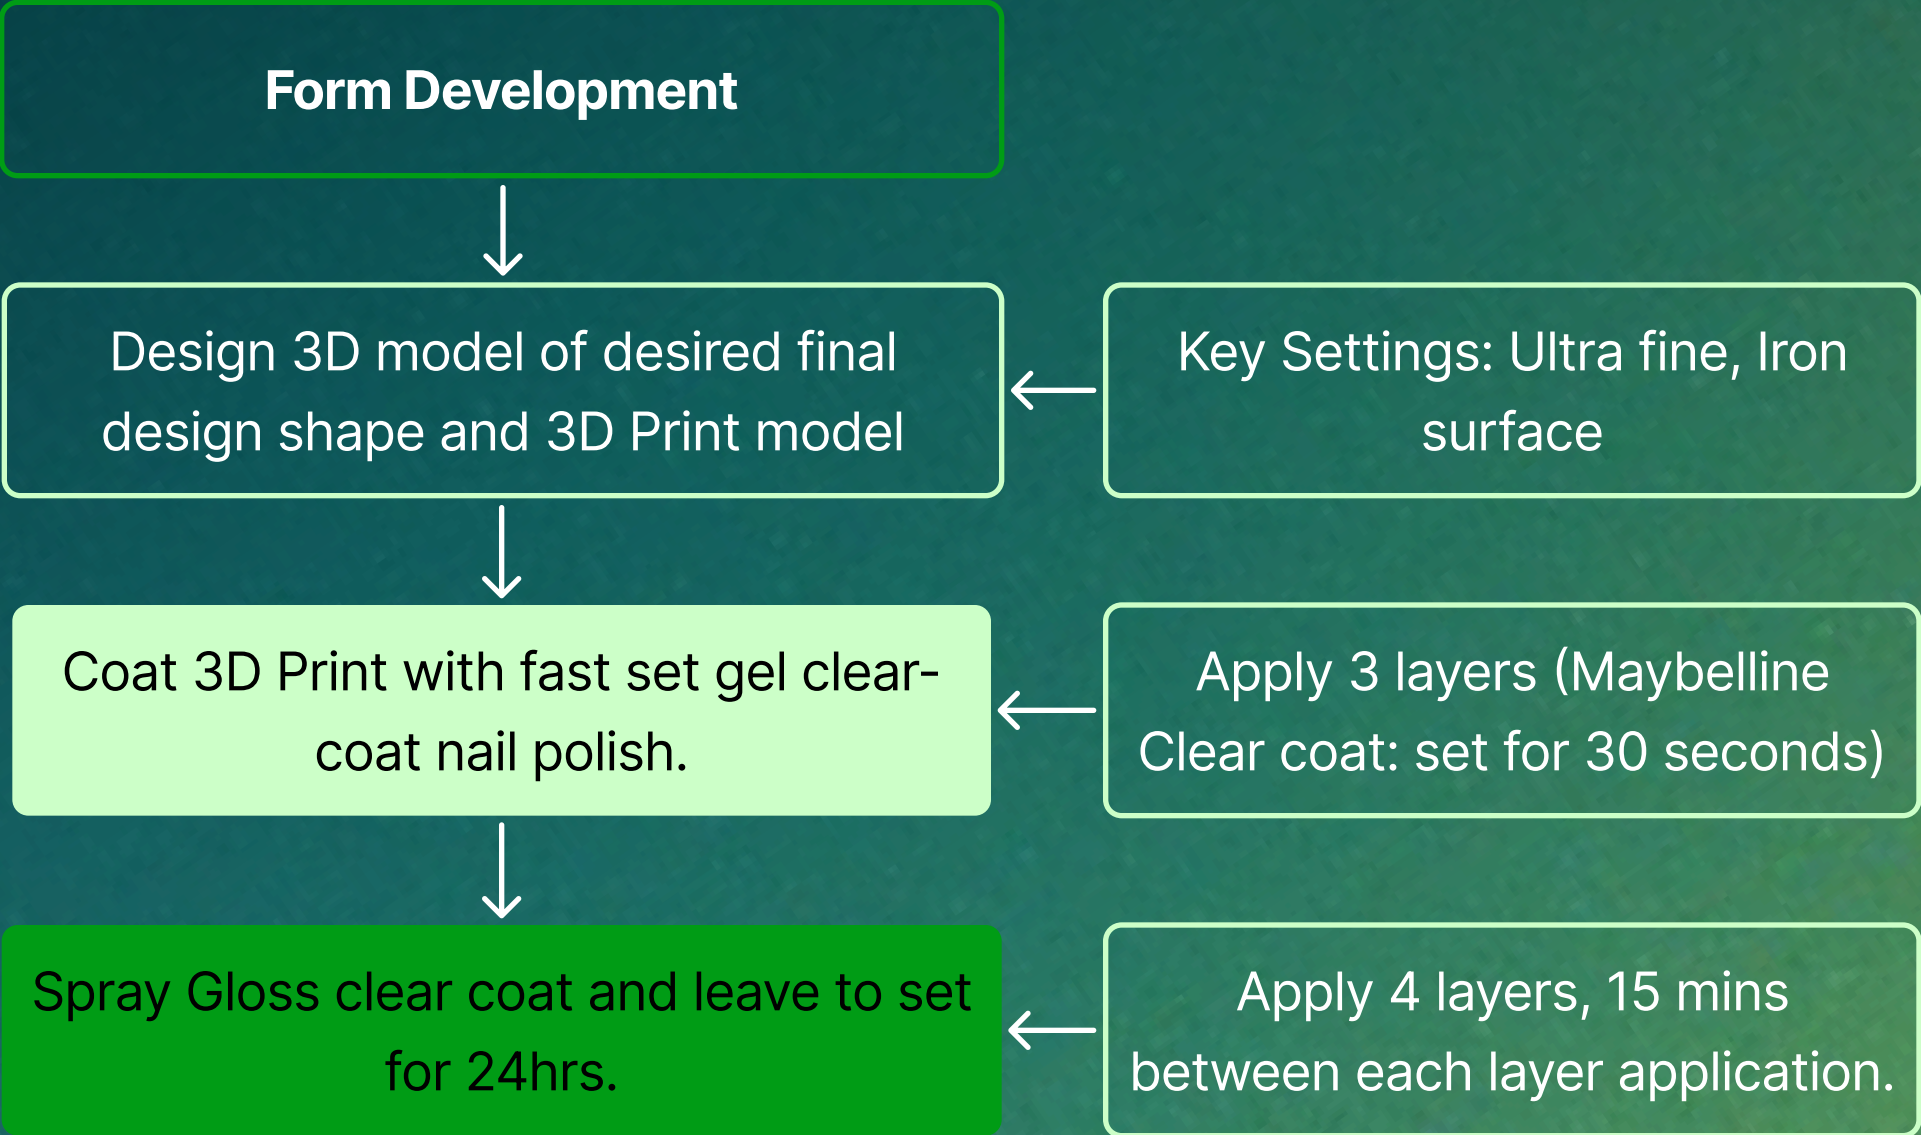 Form Development
Design 3D model of desired final
design shape and 3D Print model
Key Settings: Ultra fine, Iron
surface
Coat 3D Print with fast set gel clear-
coat nail polish.
Apply 3 layers (Maybelline
Clear coat: set for 30 seconds)
Spray Gloss clear coat and leave to set
for 24hrs.
Apply 4 layers, 15 mins
between each layer application.